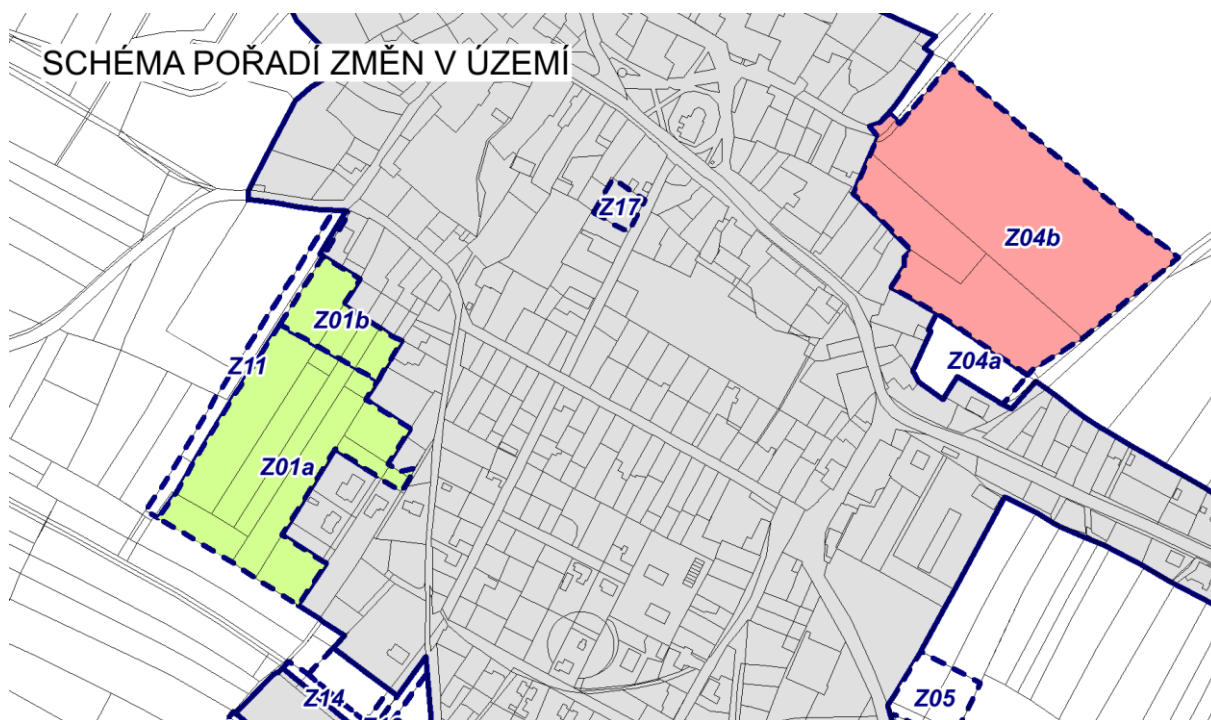 SCHÉMA POŘADÍ ZMĚN V ÚZEMÍ
Z17
Z04b
Z01b
Z11
Z04a
Z01a
Z14
Z05